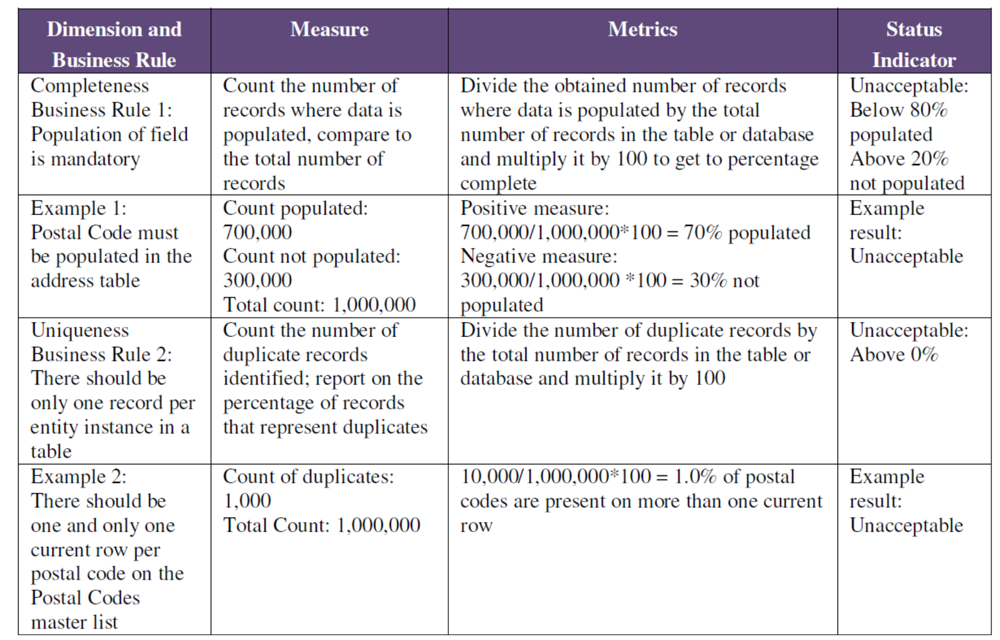 Dimension and
Business Rule
Measure
Metrics
Status
Indicator
Completeness
Business Rule 1:
Population of field
is mandatory
Count the number of
records where data is
populated, compare to
the total number of
records
Divide the obtained number of records
where data is populated by the total
number of records in the table or database
and multiply it by 100 to get to percentage
complete
Unacceptable:
Below 80%
populated
Above 20%
not populated
Example 1:
Postal Code must
be populated in the
address table
Count populated:
700,000
Count not populated:
300,000
Total count: 1,000,000
Positive measure:
700,000/1,000,000*100 = 70% populated
Negative measure:
300,000/1,000,000 *100 = 30% not
populated
Example
result:
Unacceptable
Uniqueness
Business Rule 2:
There should be
only one record per
entity instance in a
table
Count the number of
duplicate records
identified; report on the
percentage of records
that represent duplicates
Divide the number of duplicate records by
the total number of records in the table or
database and multiply it by 100
Unacceptable:
Above 0%
Example 2:
There should be
one and only one
current row per
postal code on the
Postal Codes
master list
Count of duplicates:
1,000
Total Count: 1,000,000
10,000/1,000,000*100 = 1.0% of postal
codes are present on more than one current
row
Example
result:
Unacceptable